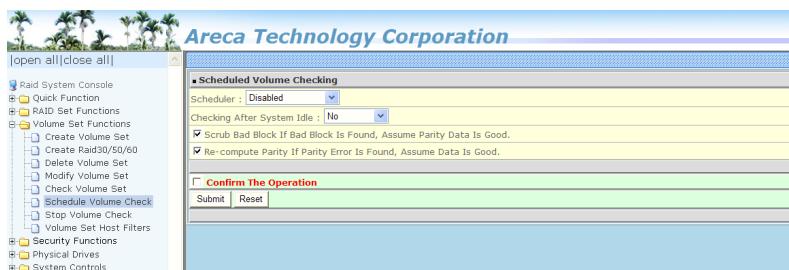 Areca Technology Corporation
|open all|close all|
Raid System Console
Quick Function
RAID Set Functions
Volume Set Functions
Create Volume Set
Create Raid30/50/60
Delete Volume Set
Modify Volume Set
Check Volume Set
Schedule Volume Check
Stop Volume Check
Volume Set Host Filters
Security Functions
Physical Drives
System Controls
Scheduled Volume Checking
Scheduler : Disabled
Checking After System Idle : No
Scrub Bad Block If Bad Block Is Found, Assume Parity Data Is Good.
Re-compute Parity If Parity Error Is Found, Assume Data Is Good.
Confirm The Operation
Submit Reset